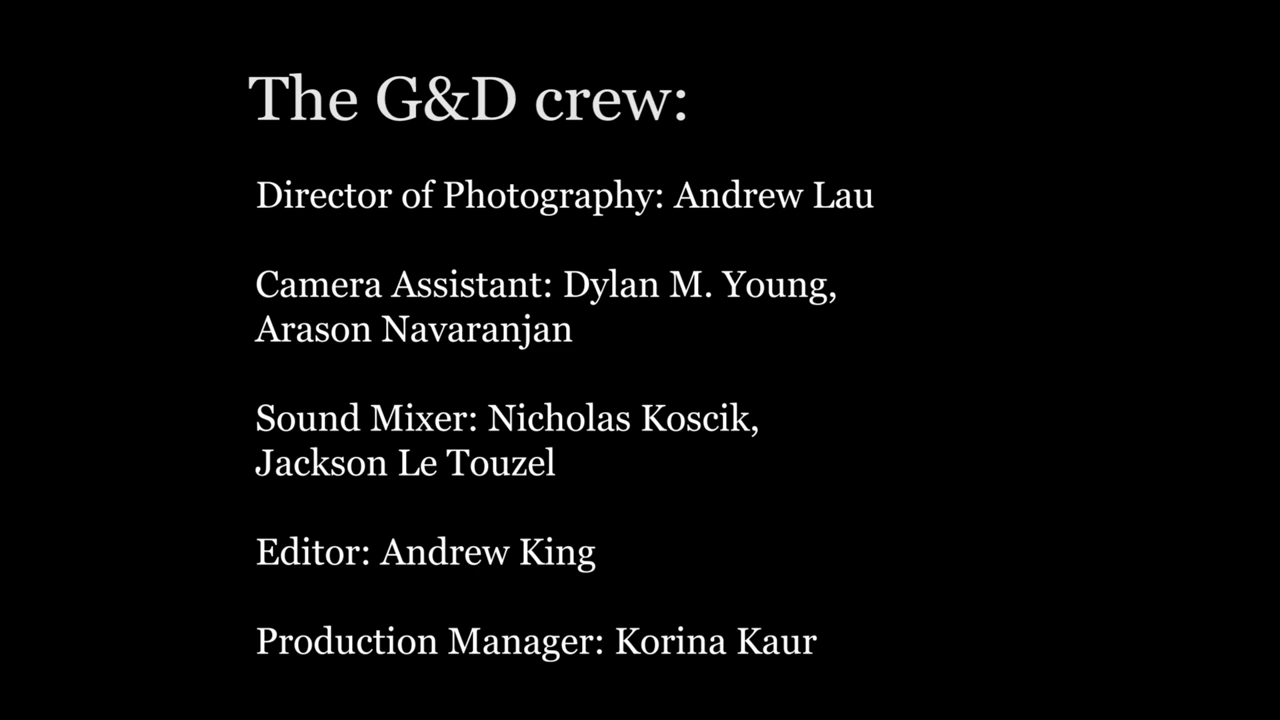 The G&D crew:
Director of Photography: Andrew Lau
Camera Assistant: Dylan M. Young,
Arason Navaranjan
Sound Mixer: Nicholas Koscik,
Jackson Le Touzel
Editor: Andrew King
Production Manager: Korina Kaur